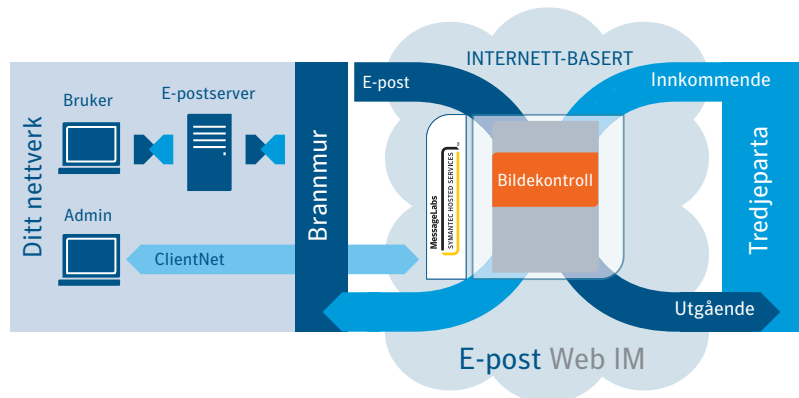 INTERNETT-BASERT
E-post
Innkommende
Bruker
E-postserver
Ditt nettverk
Brannmur
MessageLabs
SYMANTEC HOSTED SERVICES
Bildekontroll
Tredjeparta
Admin
ClientNet
Utgående
E-post Web IM